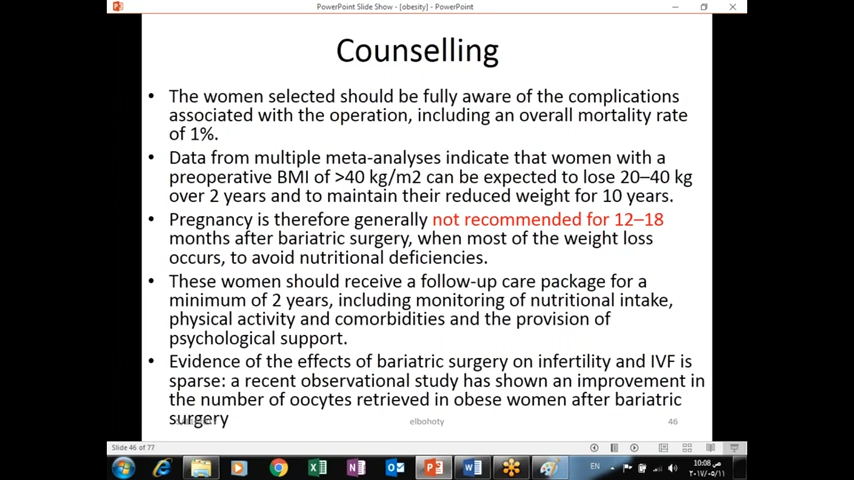 PowerPoint Slide Show - [obesity] - PowerPoint
Counselling
• The women selected should be fully aware of the complications
associated with the operation, including an overall mortality rate
of 1%.
• Data from multiple meta-analyses indicate that women with a
preoperative BMI of >40 kg/m2 can be expected to lose 20–40 kg
over 2 years and to maintain their reduced weight for 10 years.
• Pregnancy is therefore generally not recommended for 12–18
months after bariatric surgery, when most of the weight loss
occurs, to avoid nutritional deficiencies.
• These women should receive a follow-up care package for a
minimum of 2 years, including monitoring of nutritional intake,
physical activity and comorbidities and the provision of
psychological support.
• Evidence of the effects of bariatric surgery on infertility and IVF is
sparse: a recent observational study has shown an improvement in
the number of oocytes retrieved in obese women after bariatric
surgery
elbohoty
46
Slide 46 of 77
EN
10:08 ص
٢٠١٧/٠٥/١١